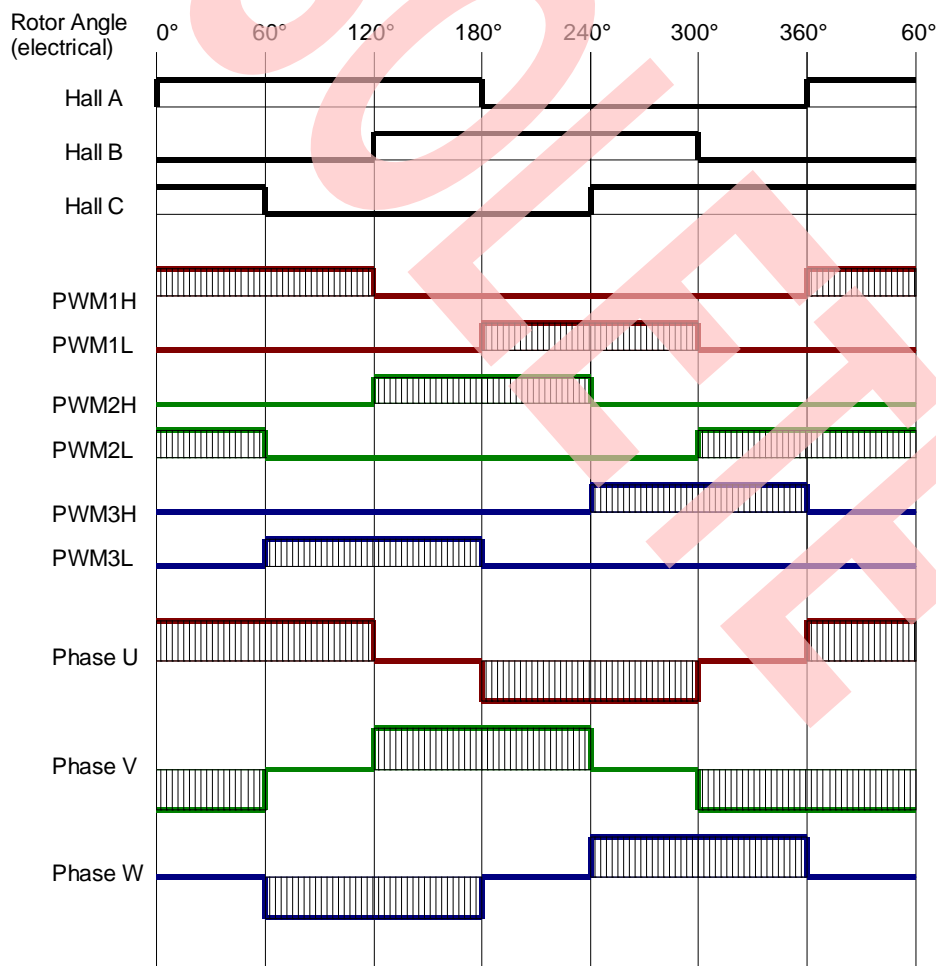 Rotor Angle
(electrical)
0° 60° 120° 180° 240° 300° 360° 60°
Hall A
Hall B
Hall C
PWM1H
PWM1L
PWM2H
PWM2L
PWM3H
PWM3L
Phase U
Phase V
Phase W